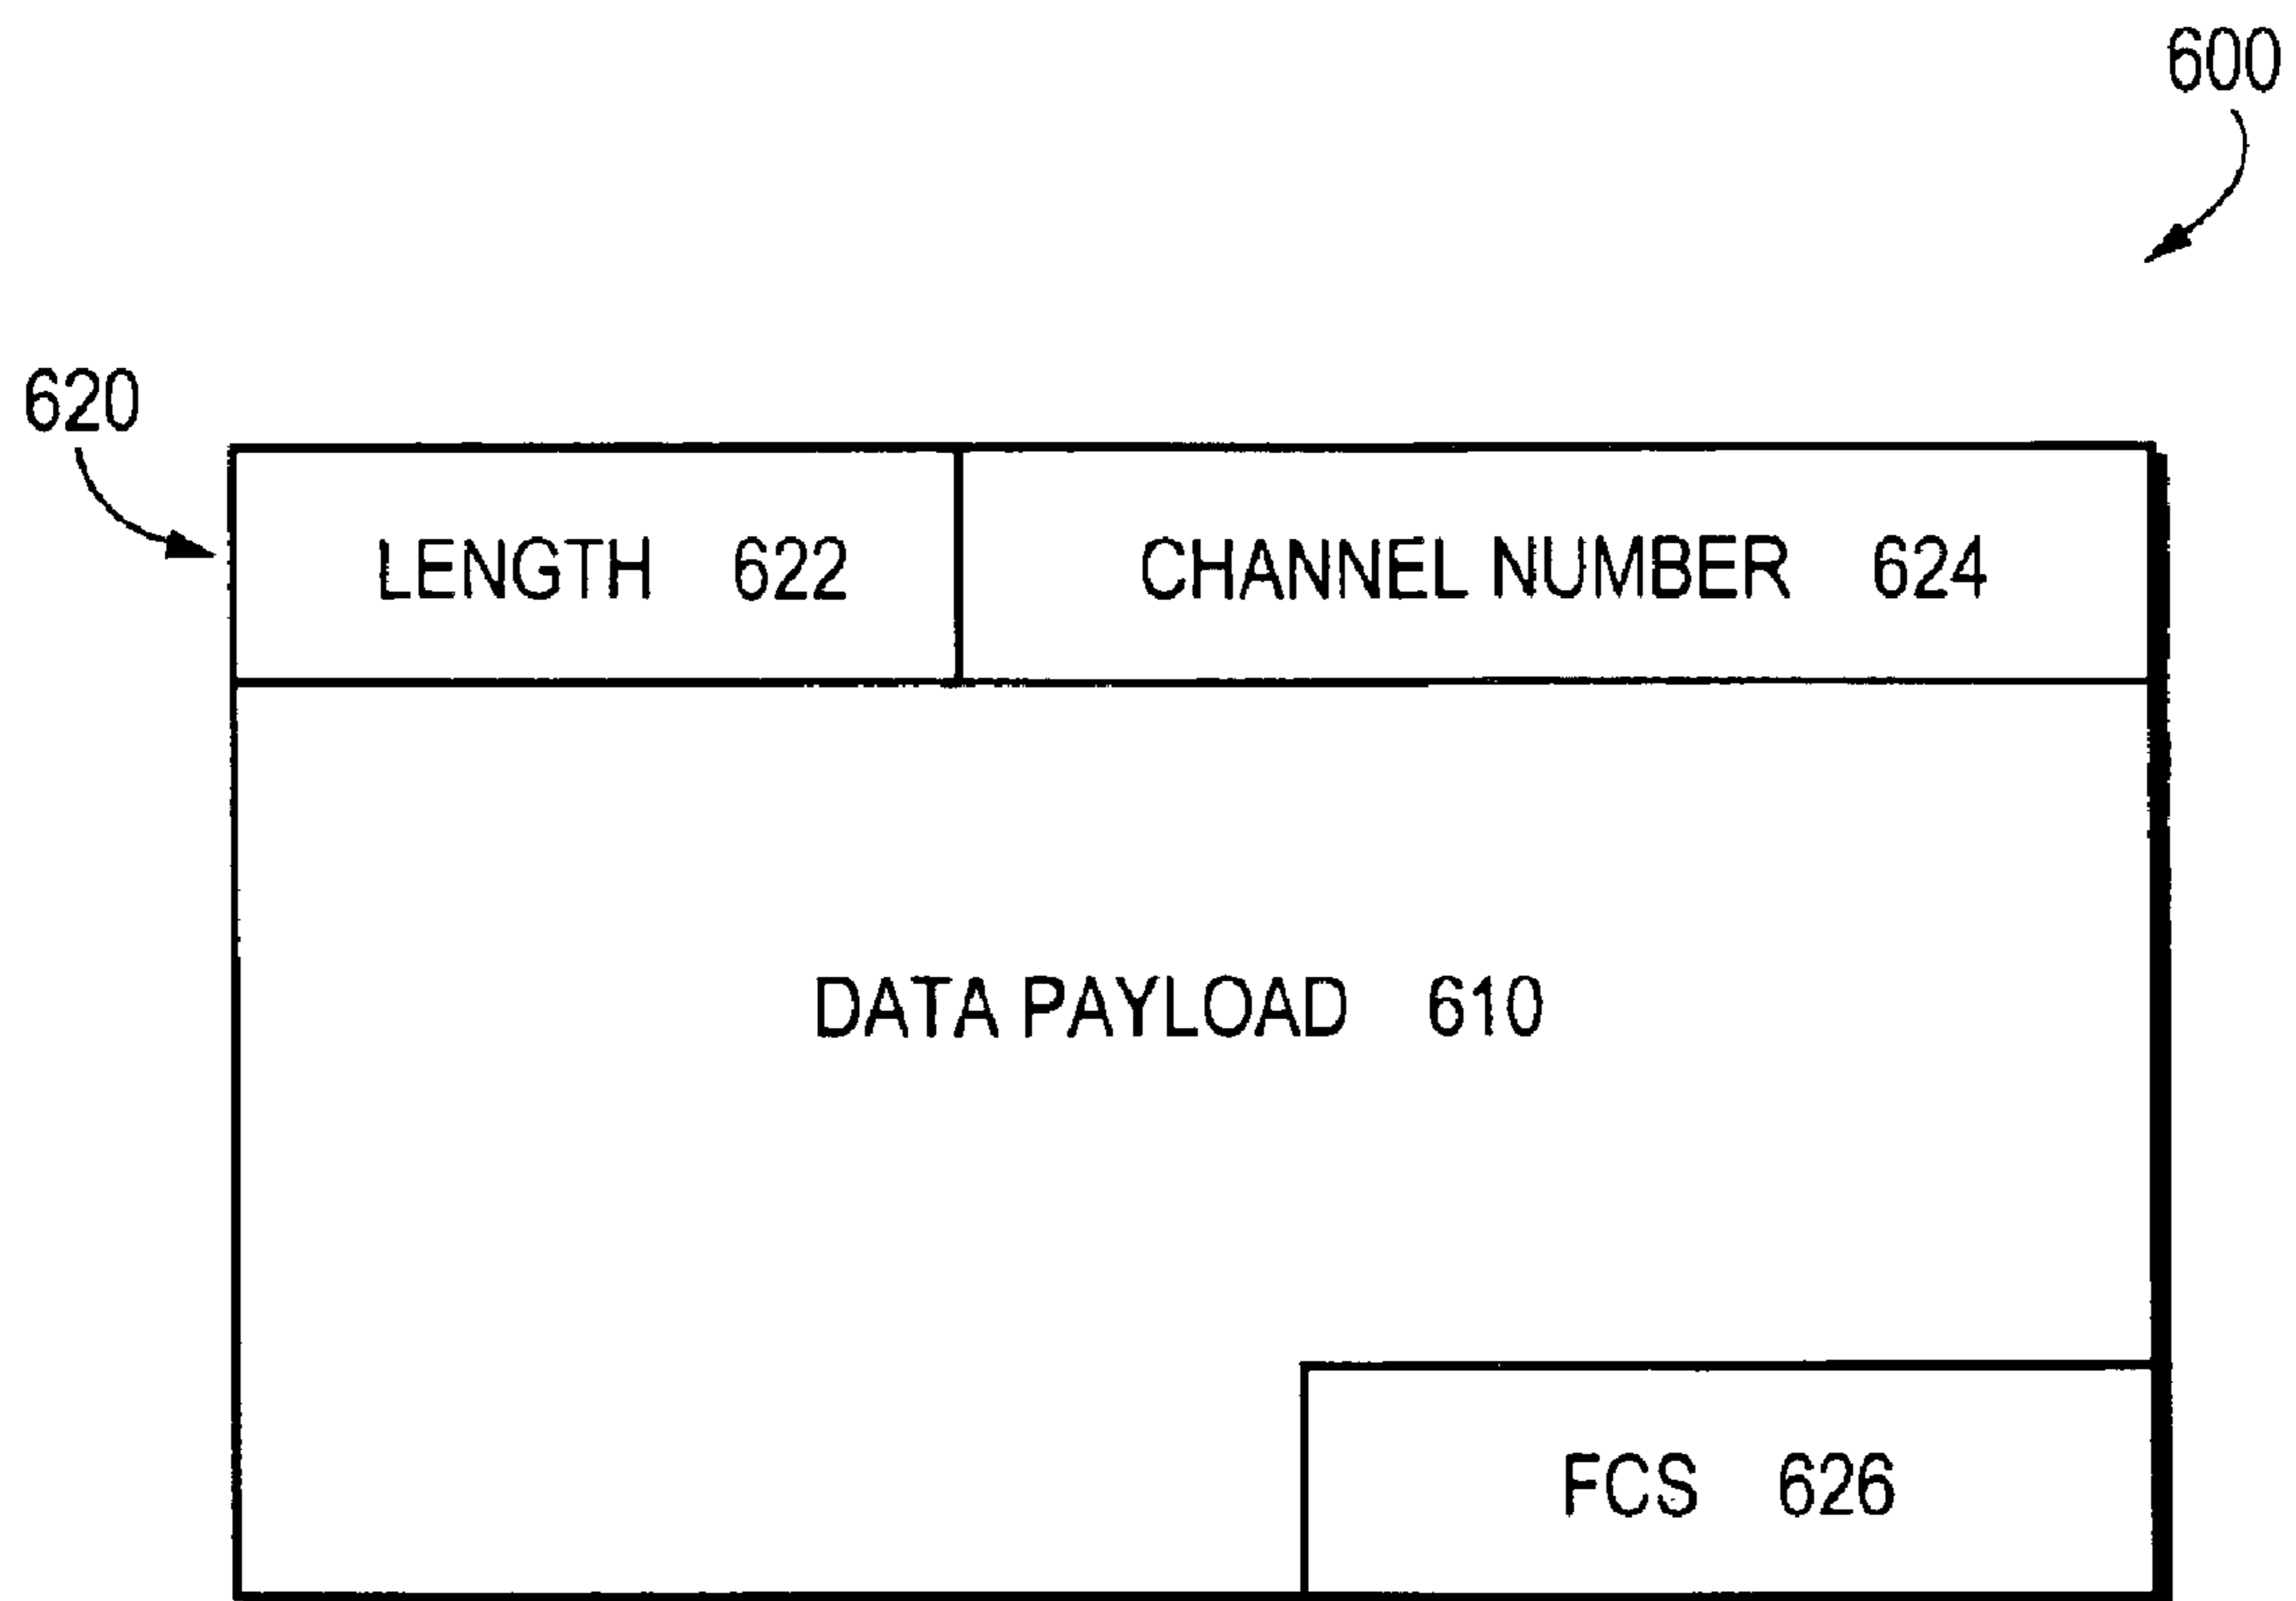 600
620
LENGTH 622 CHANNEL NUMBER 624
DATA PAYLOAD 610
FCS 626